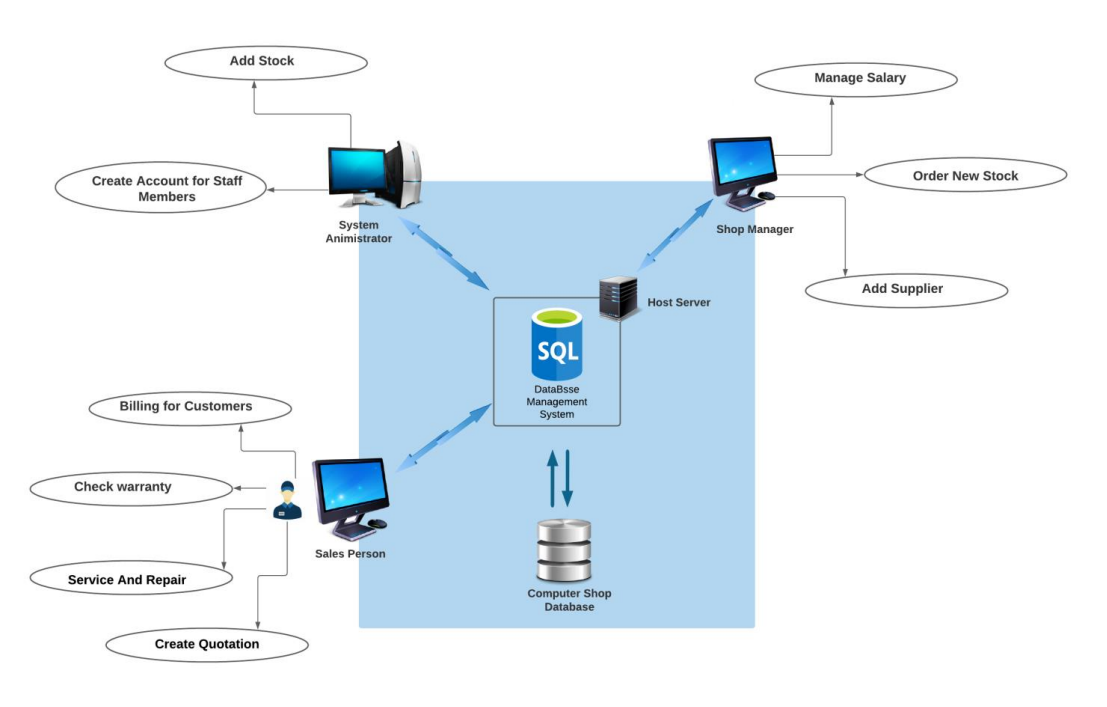 Add Stock
Manage Salary
Create Account for Staff
Members
Order New Stock
System
Animistrator
Shop Manager
Add Supplier
Host Server
SQL
DataBsse
Management
System
Billing for Customers
Check warranty
Sales Person
Service And Repair
Computer Shop
Database
Create Quotation